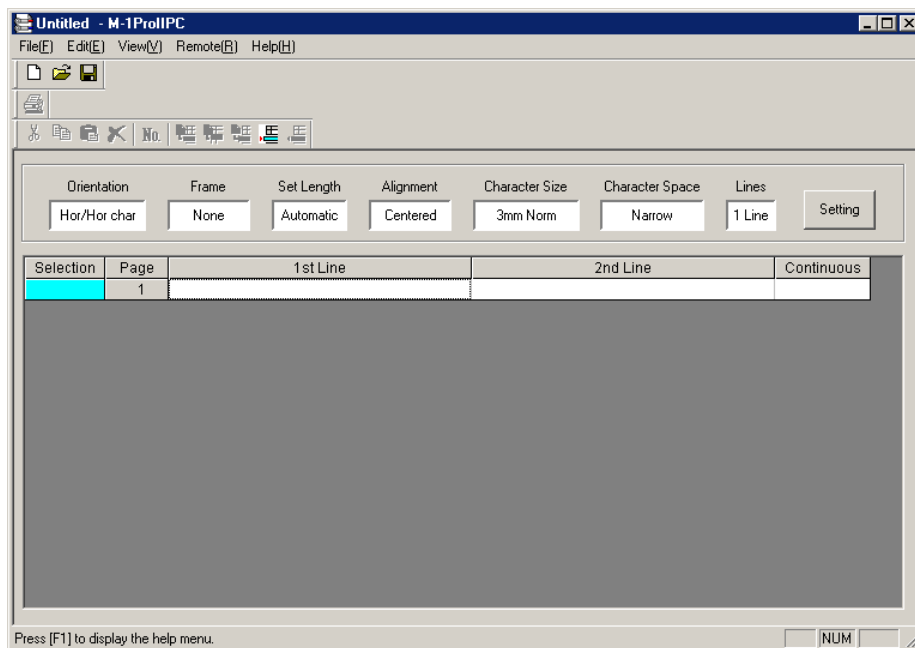 Untitled - M-1ProIIPC
File(F) Edit(E) View(V) Remote(R) Help(H)
No.
Orientation Frame Set Length Alignment Character Size Character Space Lines
Hor/Hor char None Automatic Centered 3mm Norm Narrow 1 Line Setting
Selection Page 1st Line 2nd Line Continuous
1
Press [F1] to display the help menu. NUM